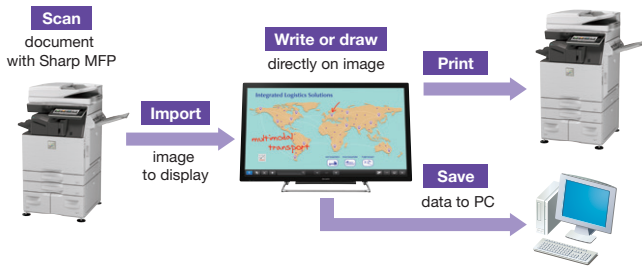 Scan
document
with Sharp MFP
Import
image
to display
Write or draw
directly on image
Integrated Logistics Solutions
multimodal
transport
Print
Save
data to PC